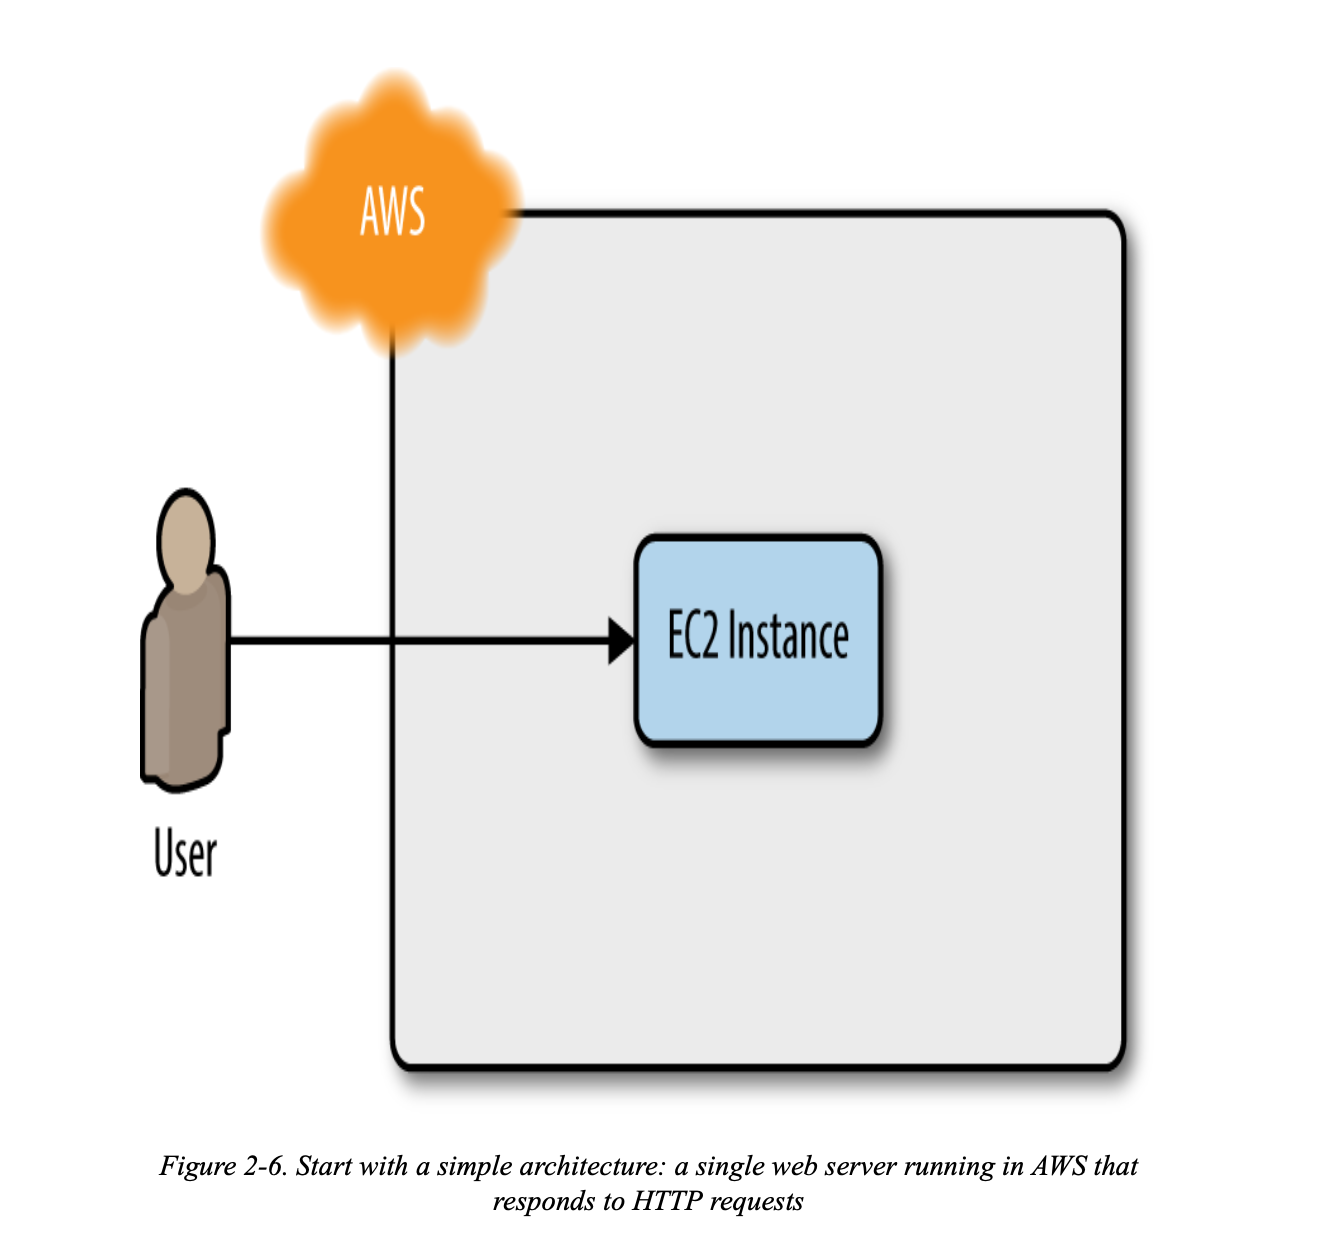 AWS
EC2 Instance
User
Figure 2-6. Start with a simple architecture: a single web server running in AWS that
responds to HTTP requests